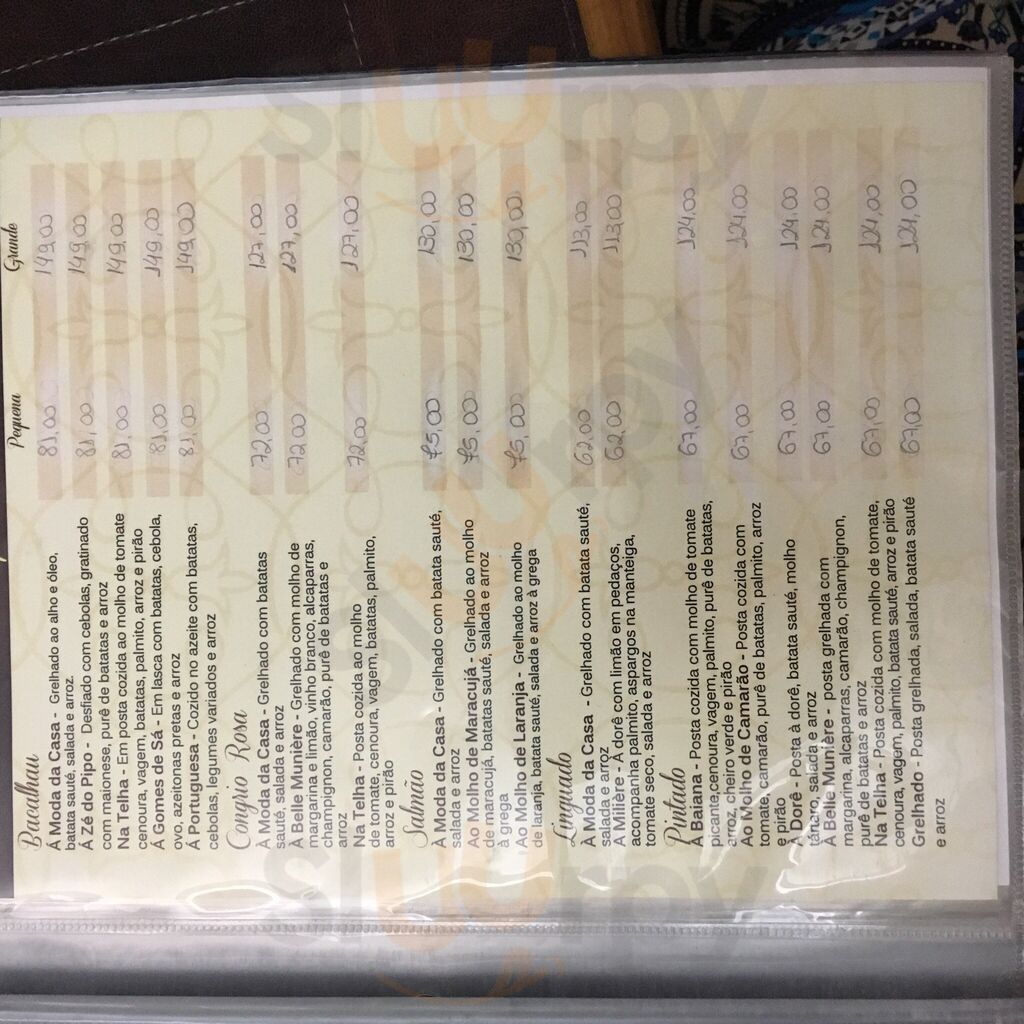 Pequena Grande
Bacalhau
À Moda da Casa - Grelhado ao alho e óleo, 81,00 149,00
batata sauté, salada e arroz.
À Zé do Pipo - Desfiado com cebolas, gratinado 81,00 149,00
com maionese, purê de batatas e arroz
Na Telha - Em posta cozida ao molho de tomate 81,00 149,00
cenoura, vagem, batatas, palmito, arroz e pirão
À Gomes de Sá - Em lasca com batatas, cebola, 81,00 149,00
ovo, azeitonas pretas e arroz
À Portuguesa - Cozido no azeite com batatas, 81,00 149,00
cebolas, legumes variados e arroz
Congrio Rosa
À Moda da Casa - Grelhado com batatas 72,00 127,00
sauté, salada e arroz
À Belle Munière - Grelhado com molho de 72,00 127,00
margarina e limão, vinho branco, alcaparras,
champignon, camarão, purê de batatas e
arroz
Na Telha - Posta cozida ao molho 72,00 127,00
de tomate, cenoura, vagem, batatas, palmito,
arroz e pirão
Salmão
À Moda da Casa - Grelhado com batata sauté, 75,00 130,00
salada e arroz
Ao Molho de Maracujá - Grelhado ao molho 75,00 130,00
de maracujá, batatas sauté, salada e arroz
à grega
Ao Molho de Laranja - Grelhado ao molho 75,00 130,00
de laranja, batata sauté, salada e arroz à grega
Linguado
À Moda da Casa - Grelhado com batata sauté, 62,00 113,00
salada e arroz
À Milière - À dorê com limão em pedaços, 62,00 113,00
acompanha palmito, aspargos na manteiga,
tomate seco, salada e arroz
Pintado
À Baiana - Posta cozida com molho de tomate 67,00 124,00
picante,cenoura, vagem, palmito, purê de batatas,
arroz, cheiro verde e pirão
Ao Molho de Camarão - Posta cozida com 67,00 124,00
tomate, camarão, purê de batatas, palmito, arroz
e pirão
À Dorê - Posta à dorê, batata sauté, molho 67,00 124,00
tártaro, salada e arroz
À Belle Munière - posta grelhada com 67,00 124,00
margarina, alcaparras, camarão, champignon,
purê de batatas e arroz
Na Telha - Posta cozida com molho de tomate, 67,00 124,00
cenoura, vagem, palmito, batata sauté, arroz e pirão
Grelhado - Posta grelhada, salada, batata sauté 67,00 124,00
e arroz
sluurpy
sluurpy
sluurpy